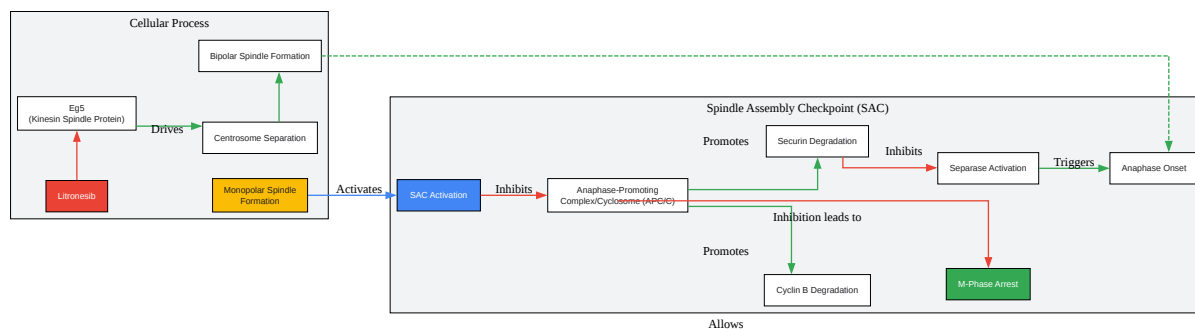 Cellular Process
Bipolar Spindle Formation
Eg5
(Kinesin Spindle Protein)
Drives
Centrosome Separation
Litronesib
Monopolar Spindle
Formation
Activates
Spindle Assembly Checkpoint (SAC)
SAC Activation
Inhibits
Anaphase-Promoting
Complex/Cyclosome (APC/C)
Promotes
Securin Degradation
Inhibits
Separase Activation
Triggers
Anaphase Onset
Inhibition leads to
Promotes
Cyclin B Degradation
M-Phase Arrest
Allows